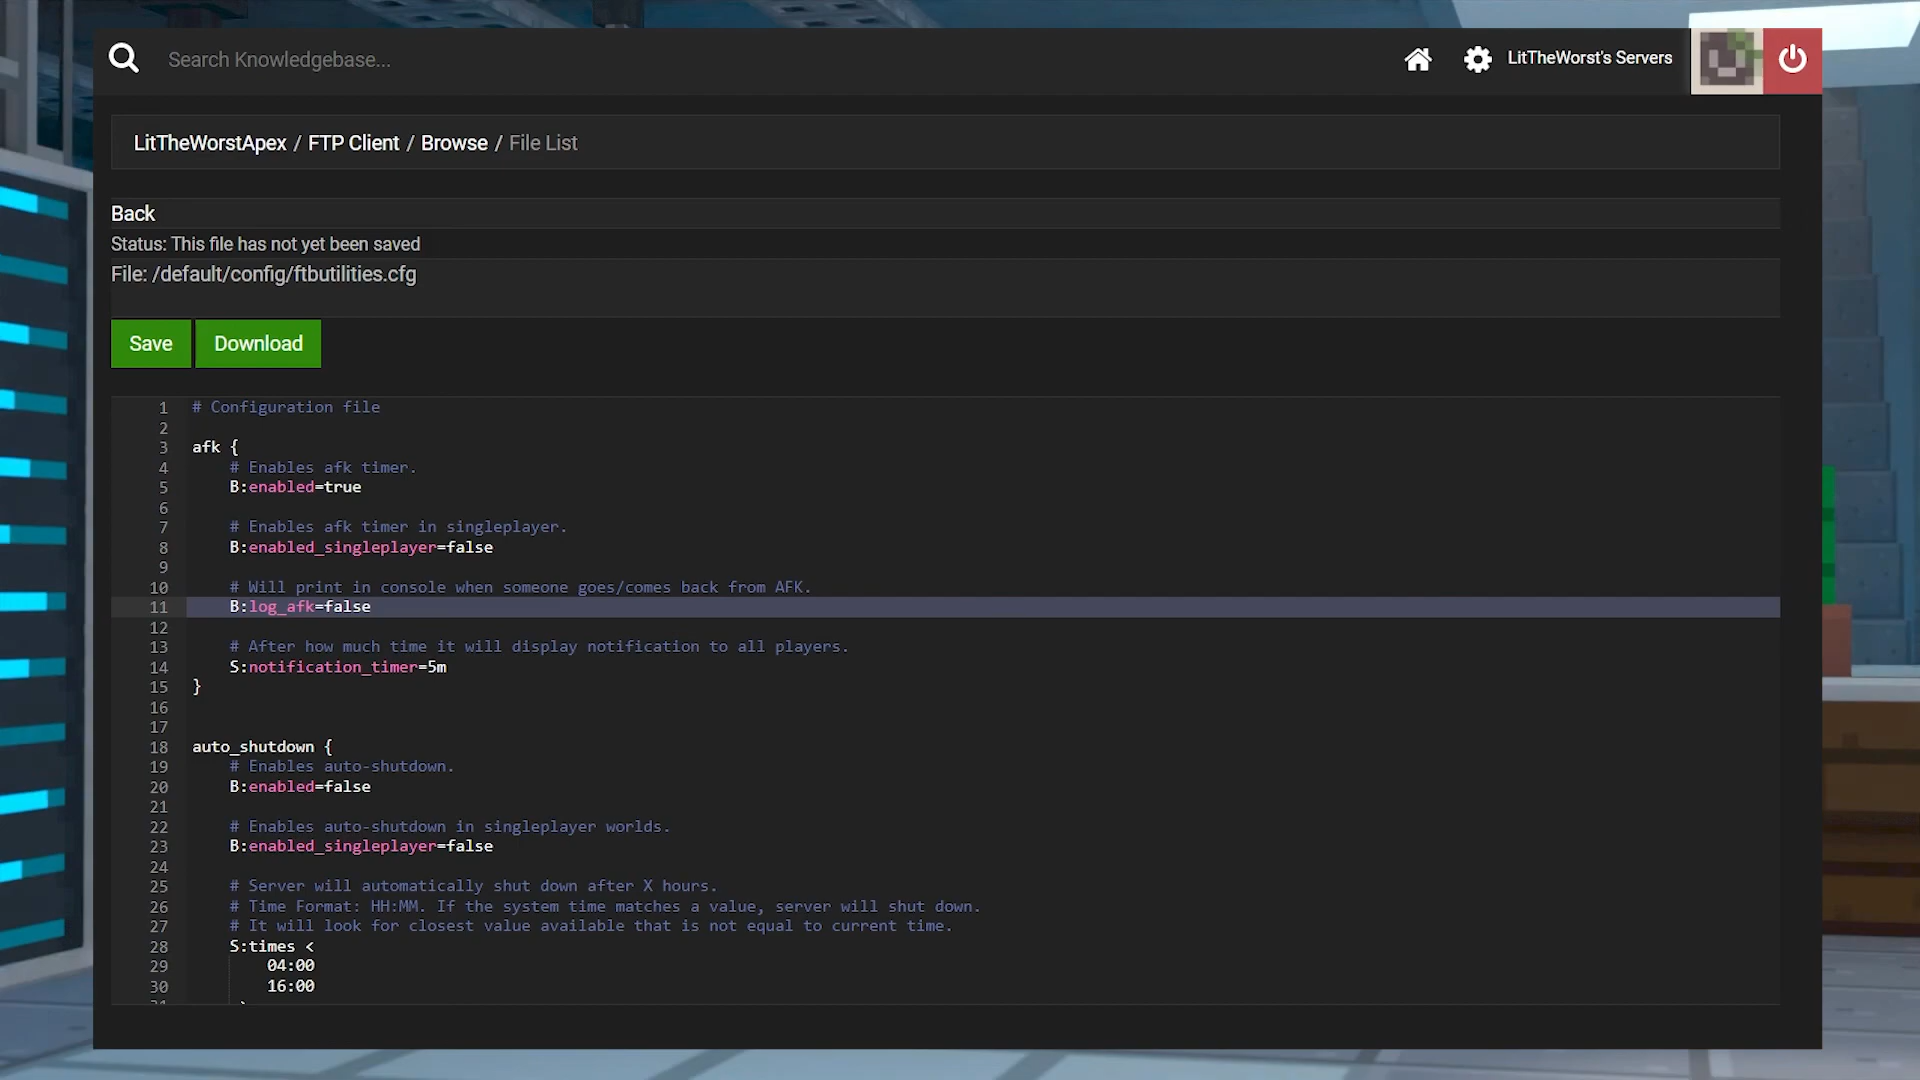 Search Knowledgebase...
LitTheWorst's Servers
LitTheWorstApex / FTP Client / Browse / File List
Back
Status: This file has not yet been saved
File: /default/config/ftbutilities.cfg
Save
Download
1 # Configuration file
2
3 afk {
4 # Enables afk timer.
5 B:enabled=true
6
7 # Enables afk timer in singleplayer.
8 B:enabled_singleplayer=false
9
10 # Will print in console when someone goes/comes back from AFK.
11 B:log_afk=false
12
13 # After how much time it will display notification to all players.
14 S:notification_timer=5m
15 }
16
17
18 auto_shutdown {
19 # Enables auto-shutdown.
20 B:enabled=false
21
22 # Enables auto-shutdown in singleplayer worlds.
23 B:enabled_singleplayer=false
24
25 # Server will automatically shut down after X hours.
26 # Time Format: HH:MM. If the system time matches a value, server will shut down.
27 # It will look for closest value available that is not equal to current time.
28 S:times <
29 04:00
30 16:00